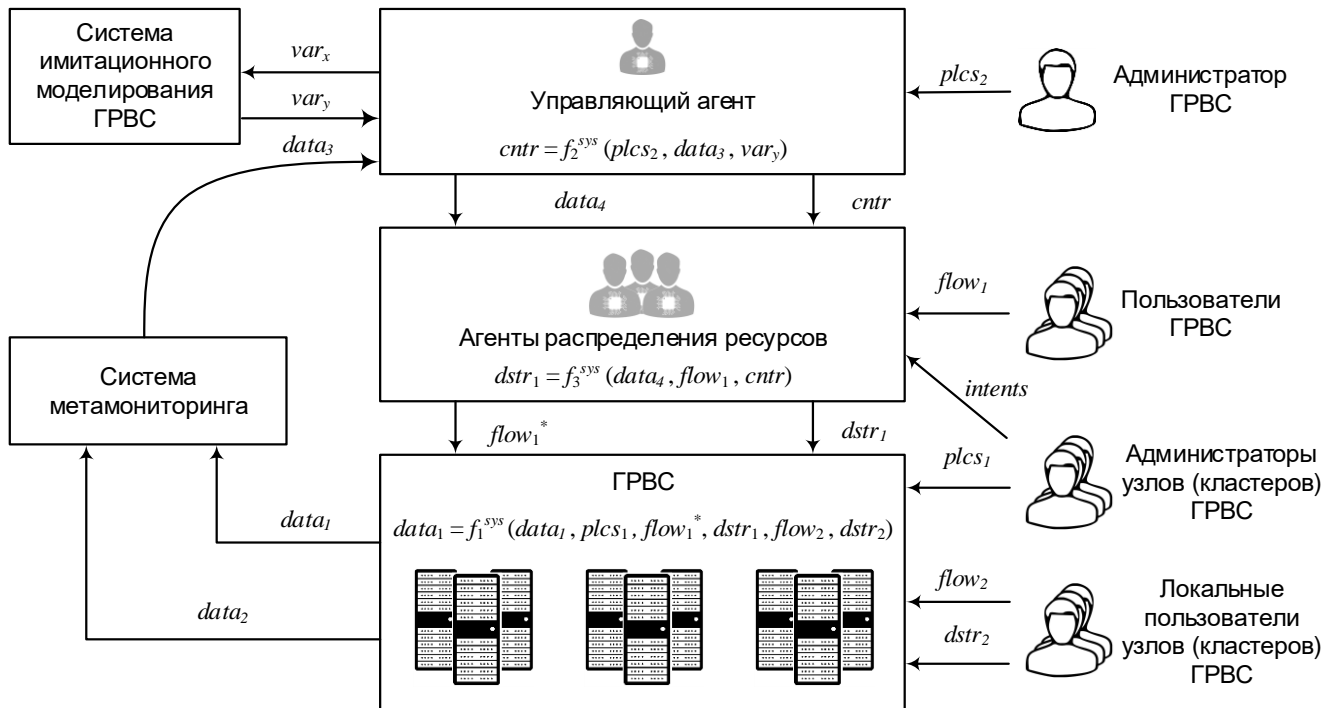 Система
имитационного
моделирования
ГРВС
var_x
var_y
data_3
Управляющий агент
cntr = f_2^sys (plcs_2, data_3, var_y)
plcs_2
Администратор
ГРВС
data_4
cntr
Агенты распределения ресурсов
dstr_1 = f_3^sys (data_4, flow_1, cntr)
flow_1
Пользователи
ГРВС
intents
Система
метамониторинга
flow_1^*
dstr_1
plcs_1
Администраторы
узлов (кластеров)
ГРВС
ГРВС
data_1 = f_1^sys (data_1, plcs_1, flow_1^*, dstr_1, flow_2, dstr_2)
data_1
data_2
flow_2
dstr_2
Локальные
пользователи
узлов (кластеров)
ГРВС